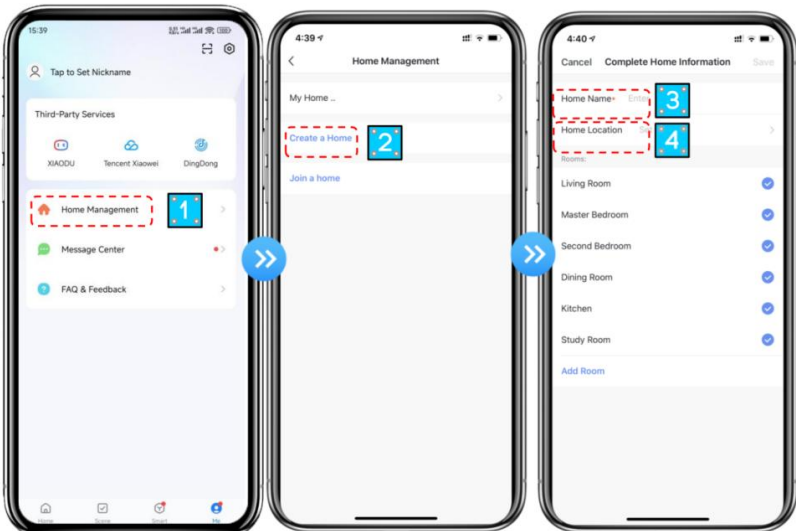 15:39
Tap to Set Nickname
Third-Party Services
XIAODU
Tencent Xiaowei
DingDong
Home Management
1
Message Center
FAQ & Feedback
Home
Scene
Smart
Me
4:39
Home Management
My Home ..
Create a Home
2
Join a home
4:40
Cancel Complete Home Information Save
Home Name* Enter
3
Home Location
4
Rooms:
Living Room
Master Bedroom
Second Bedroom
Dining Room
Kitchen
Study Room
Add Room